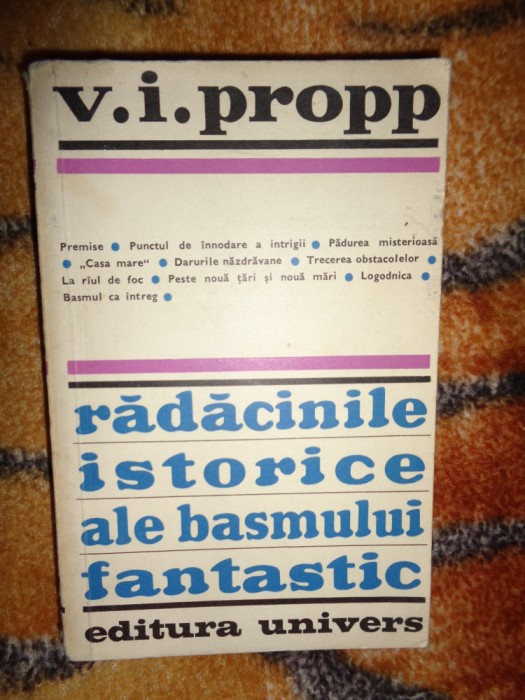 v.i.propp
Premise ● Punctul de înnodare a intrigii ● Pădurea misterioasă
● „Casa mare“ ● Darurile năzdrăvane ● Trecerea obstacolelor ●
La rîul de foc ● Peste nouă țări și nouă mări ● Logodnica ●
Basmul ca întreg ●
rădăcinile
istorice
ale basmului
fantastic
editura univers